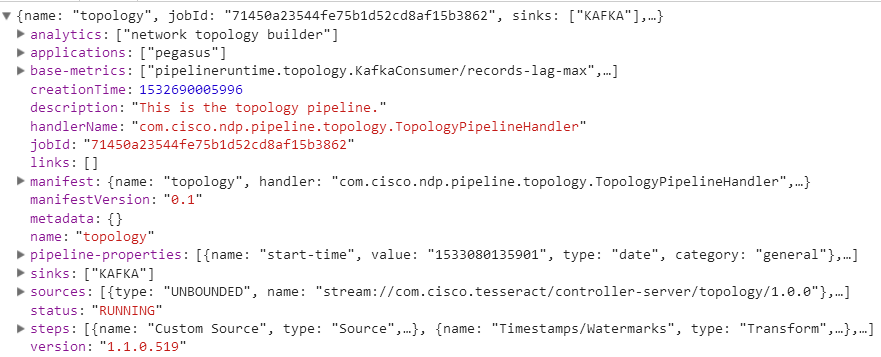 {name: "topology", jobId: "71450a23544fe75b1d52cd8af15b3862", sinks: ["KAFKA"],…}
analytics: ["network topology builder"]
applications: ["pegasus"]
base-metrics: ["pipelineruntime.topology.KafkaConsumer/records-lag-max",…]
creationTime: 1532690005996
description: "This is the topology pipeline."
handlerName: "com.cisco.ndp.pipeline.topology.TopologyPipelineHandler"
jobId: "71450a23544fe75b1d52cd8af15b3862"
links: []
manifest: {name: "topology", handler: "com.cisco.ndp.pipeline.topology.TopologyPipelineHandler",…}
manifestVersion: "0.1"
metadata: {}
name: "topology"
pipeline-properties: [{name: "start-time", value: "1533080135901", type: "date", category: "general"},…]
sinks: ["KAFKA"]
sources: [{type: "UNBOUNDED", name: "stream://com.cisco.tesseract/controller-server/topology/1.0.0"},…]
status: "RUNNING"
steps: [{name: "Custom Source", type: "Source",…}, {name: "Timestamps/Watermarks", type: "Transform",…},…]
version: "1.1.0.519"